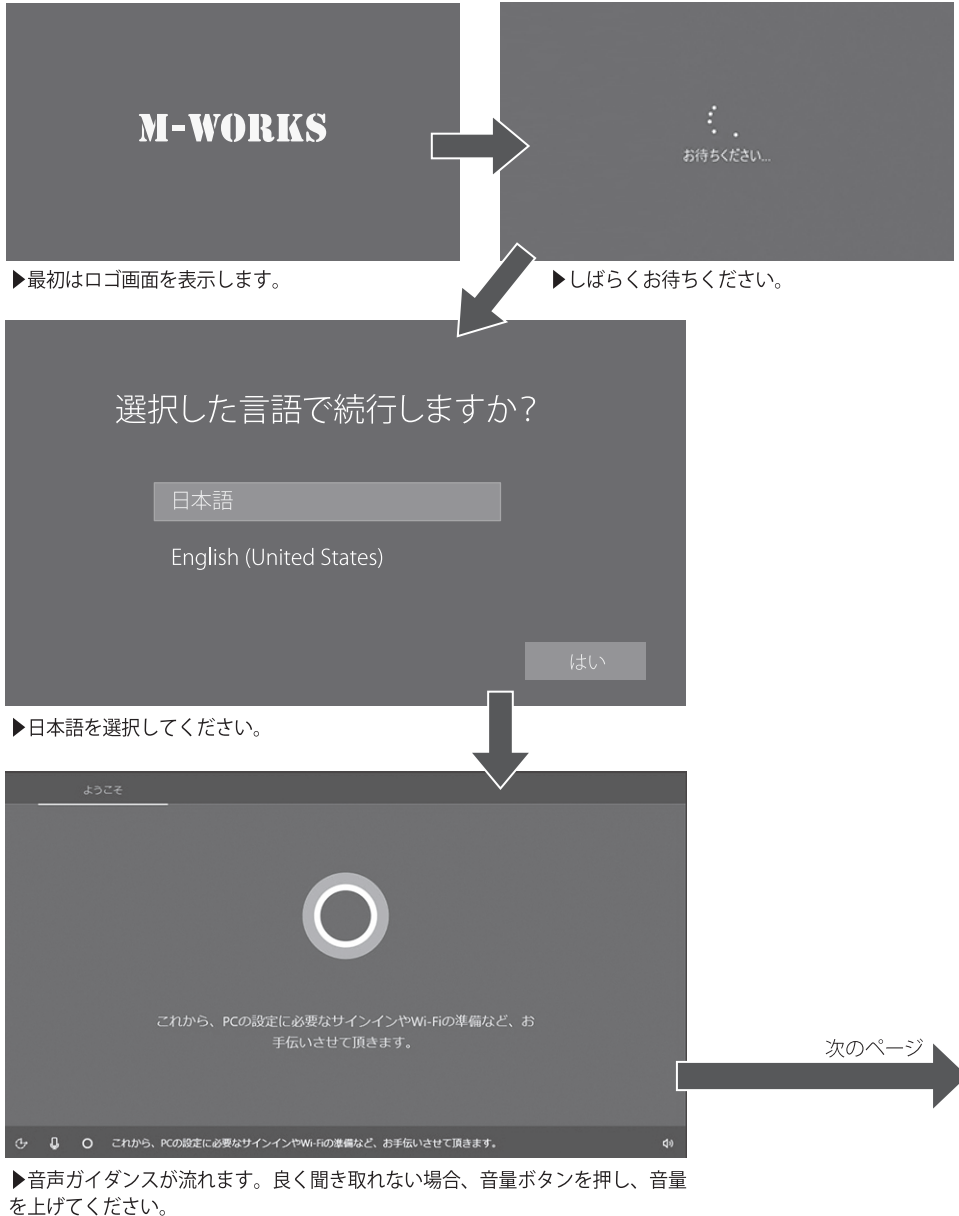 M-WORKS
お待ちください...
▶最初はロゴ画面を表示します。
▶しばらくお待ちください。
選択した言語で続行しますか？
日本語
English (United States)
はい
▶日本語を選択してください。
ようこそ
これから、PCの設定に必要なサインインやWi-Fiの準備など、お
手伝いさせて頂きます。
次のページ
これから、PCの設定に必要なサインインやWi-Fiの準備など、お手伝いさせて頂きます。
▶音声ガイダンスが流れます。良く聞き取れない場合、音量ボタンを押し、音量
を上げてください。